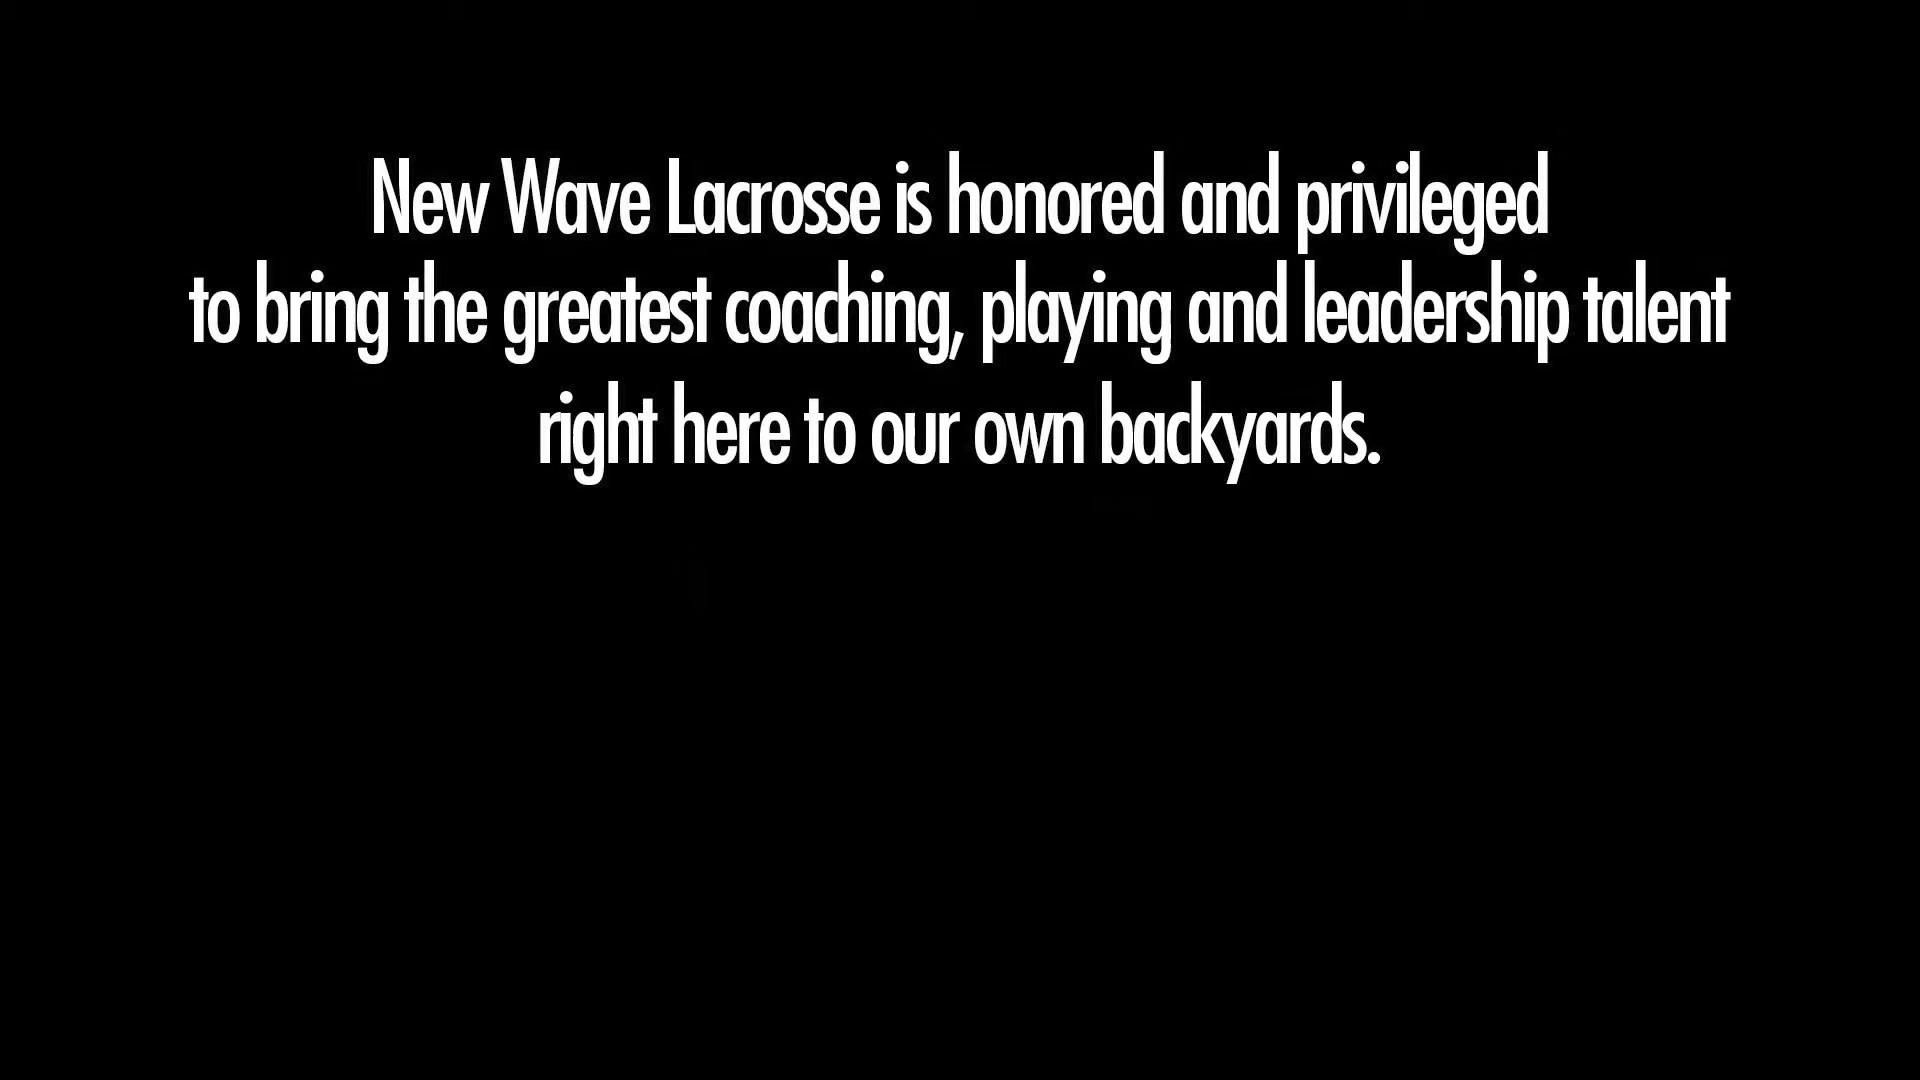 New Wave Lacrosse is honored and privileged
to bring the greatest coaching, playing and leadership talent
right here to our own backyards.